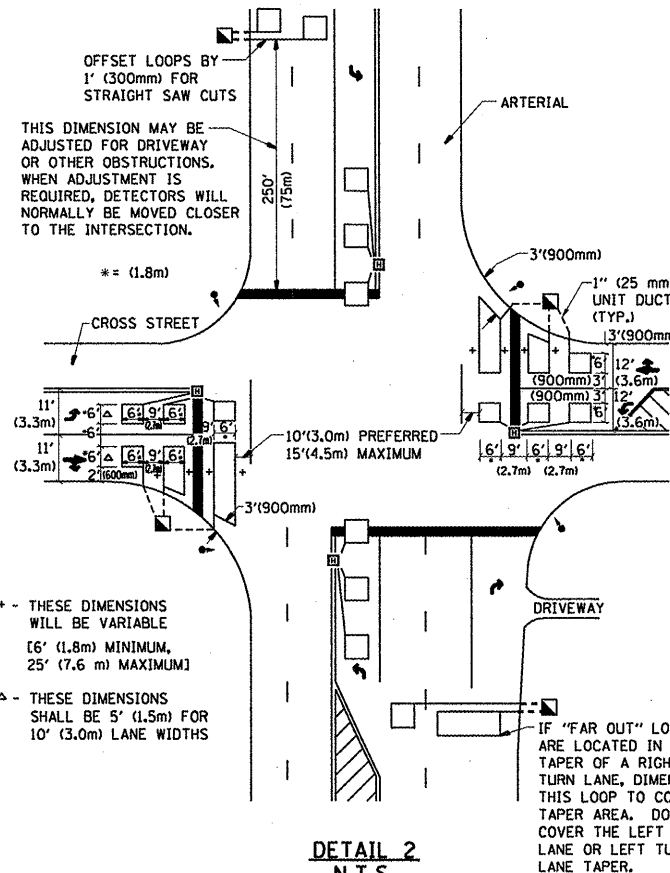 OFFSET LOOPS BY
1' (300mm) FOR
STRAIGHT SAW CUTS
ARTERIAL
THIS DIMENSION MAY BE
ADJUSTED FOR DRIVEWAY
OR OTHER OBSTRUCTIONS.
WHEN ADJUSTMENT IS
REQUIRED, DETECTORS WILL
NORMALLY BE MOVED CLOSER
TO THE INTERSECTION.
250'
(75m)
*= (1.8m)
3'(900mm)
H
1" (25 mm
UNIT DUCT
(TYP.)
CROSS STREET
3'(900mm
6'
12'
(3.6m)
(900mm) 3'
(900mm) 3'
12'
6'
(3.6m)
H
11'
(3.3m)
6'
6'
9'
6'
9'
6'
H
6'
(2.7m)
11'
(3.3m)
6'
6'
9'
6'
2'
(600mm)
10'(3.0m) PREFERRED
15'(4.5m) MAXIMUM
6'
9'
6'
9'
6'
(2.7m)
(2.7m)
3'(900mm)
H
+ - THESE DIMENSIONS
WILL BE VARIABLE
[6' (1.8m) MINIMUM,
25' (7.6 m) MAXIMUM]
DRIVEWAY
- THESE DIMENSIONS
SHALL BE 5' (1.5m) FOR
10' (3.0m) LANE WIDTHS
IF "FAR OUT" LO
ARE LOCATED IN
TAPER OF A RIGH
TURN LANE, DIME
THIS LOOP TO CO
TAPER AREA. DO
COVER THE LEFT
LANE OR LEFT TU
LANE TAPER.
DETAIL 2
N.T.S.